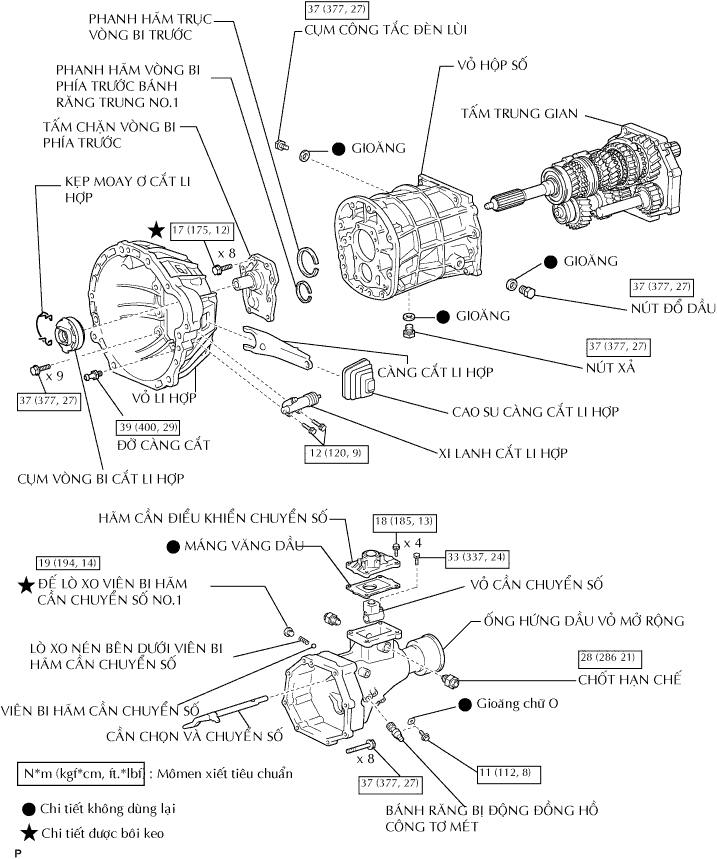 PHANH HÃM TRỤC
VÒNG BI TRƯỚC
37 (377, 27)
CỤM CÔNG TẮC ĐÈN LÙI
PHANH HÃM VÒNG BI
PHÍA TRƯỚC BÁNH
RĂNG TRUNG NO.1
VỎ HỘP SỐ
TẤM TRUNG GIAN
TẤM CHẶN VÒNG BI
PHÍA TRƯỚC
GIOĂNG
KẸP MOAY Ơ CẮT LI
HỢP
17 (175, 12)
x 8
GIOĂNG
37 (377, 27)
NÚT ĐỔ DẦU
GIOĂNG
37 (377, 27)
NÚT XẢ
x 9
37 (377, 27)
VỎ LI HỢP
CÀNG CẮT LI HỢP
39 (400, 29)
ĐỠ CÀNG CẮT
CAO SU CÀNG CẮT LI HỢP
12 (120, 9)
XI LANH CẮT LI HỢP
CỤM VÒNG BI CẮT LI HỢP
HÃM CẦN ĐIỀU KHIỂN CHUYỂN SỐ
18 (185, 13)
x 4
MÁNG VĂNG DẦU
33 (337, 24)
19 (194, 14)
ĐẾ LÒ XO VIÊN BI HÃM
CẦN CHUYỂN SỐ NO.1
VỎ CẦN CHUYỂN SỐ
ỐNG HỨNG DẦU VỎ MỞ RỘNG
LÒ XO NÉN BÊN DƯỚI VIÊN BI
HÃM CẦN CHUYỂN SỐ
28 (286 21)
CHỐT HẠN CHẾ
VIÊN BI HÃM CẦN CHUYỂN SỐ
Gioăng chữ O
CẦN CHỌN VÀ CHUYỂN SỐ
x 8
37 (377, 27)
11 (112, 8)
N*m (kgf*cm, ft.*lbf) : Mômen xiết tiêu chuẩn
BÁNH RĂNG BỊ ĐỘNG ĐỒNG HỒ
CÔNG TƠ MÉT
Chi tiết không dùng lại
Chi tiết được bôi keo
P